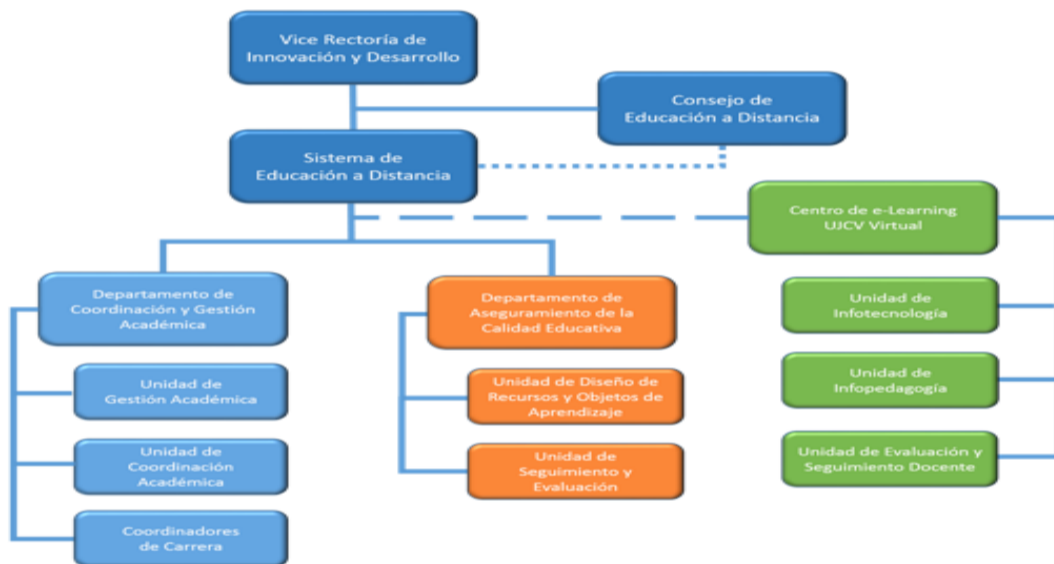 Vice Rectoría de
Innovación y Desarrollo
Consejo de
Educación a Distancia
Sistema de
Educación a Distancia
Centro de e-Learning
UJCV Virtual
Departamento de
Coordinación y Gestión
Académica
Unidad de
Gestión Académica
Unidad de
Coordinación
Académica
Coordinadores
de Carrera
Departamento de
Aseguramiento de la
Calidad Educativa
Unidad de Diseño de
Recursos y Objetos de
Aprendizaje
Unidad de
Seguimiento y
Evaluación
Unidad de
Infotecnología
Unidad de
Infopedagogía
Unidad de Evaluación y
Seguimiento Docente